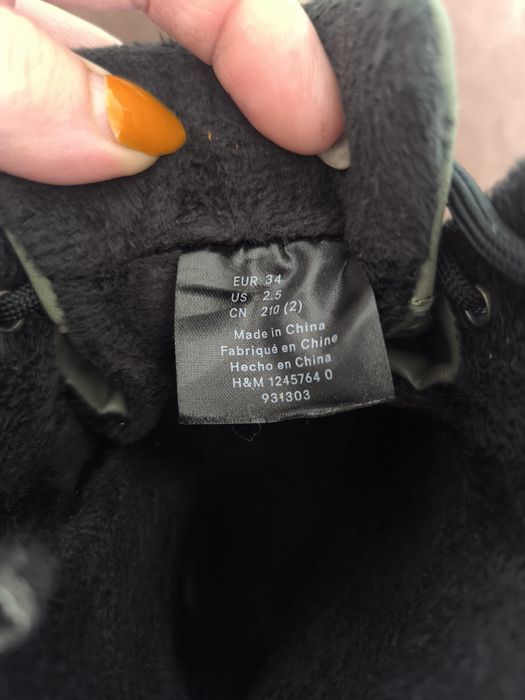 EUR 34
US 2.5
CN 210 (2)
Made in China
Fabriqué en Chine
Hecho en China
H&M 1245764 0
931303